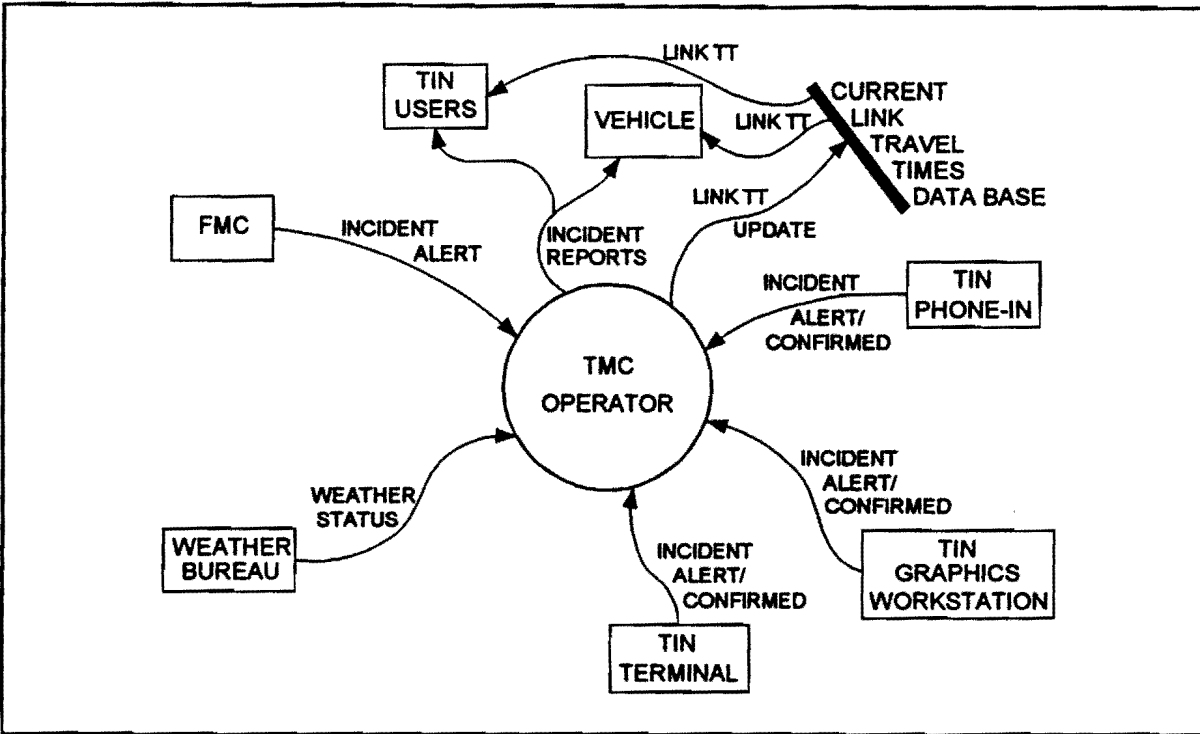 LINK TT
TIN
USERS
VEHICLE
LINK TT
CURRENT
LINK
TRAVEL
TIMES
DATA BASE
FMC
INCIDENT
ALERT
INCIDENT
REPORTS
LINK TT
UPDATE
INCIDENT
ALERT/
CONFIRMED
TIN
PHONE-IN
TMC
OPERATOR
INCIDENT
ALERT/
CONFIRMED
WEATHER
STATUS
WEATHER
BUREAU
INCIDENT
ALERT/
CONFIRMED
TIN
GRAPHICS
WORKSTATION
TIN
TERMINAL